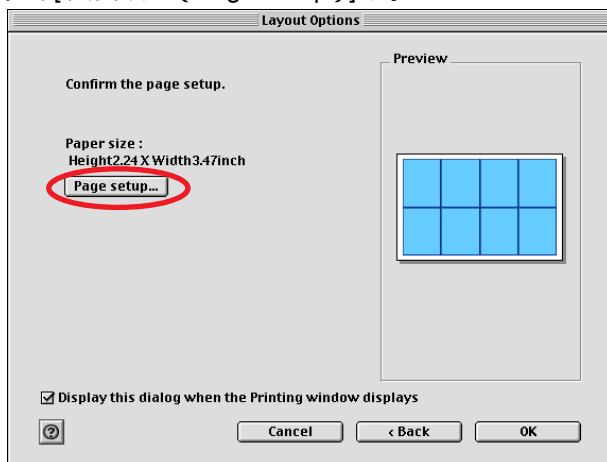 Layout Options
Preview
Confirm the page setup.
Paper size :
Height2.24 X Width3.47inch
Page setup...
Display this dialog when the Printing window displays
?
Cancel
< Back
OK